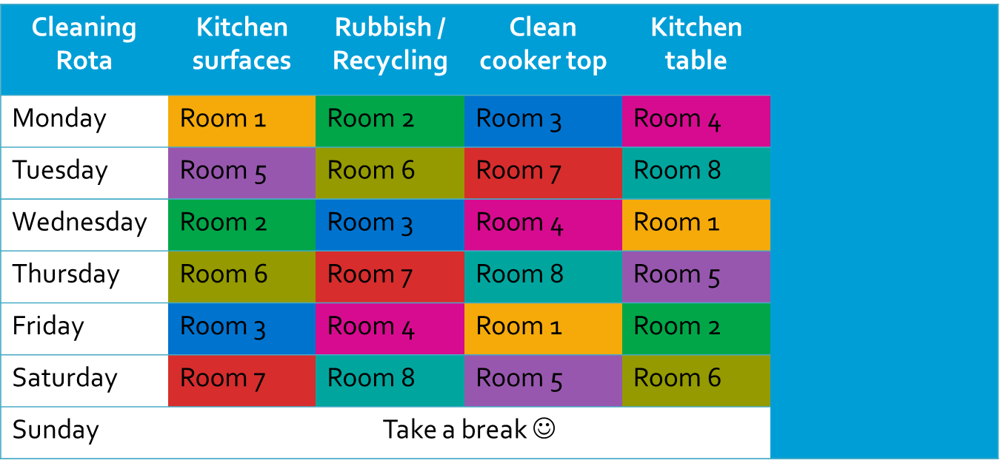 Cleaning Rota Kitchen surfaces Rubbish / Recycling Clean cooker top Kitchen table
Monday Room 1 Room 2 Room 3 Room 4
Tuesday Room 5 Room 6 Room 7 Room 8
Wednesday Room 2 Room 3 Room 4 Room 1
Thursday Room 6 Room 7 Room 8 Room 5
Friday Room 3 Room 4 Room 1 Room 2
Saturday Room 7 Room 8 Room 5 Room 6
Sunday Take a break ☺